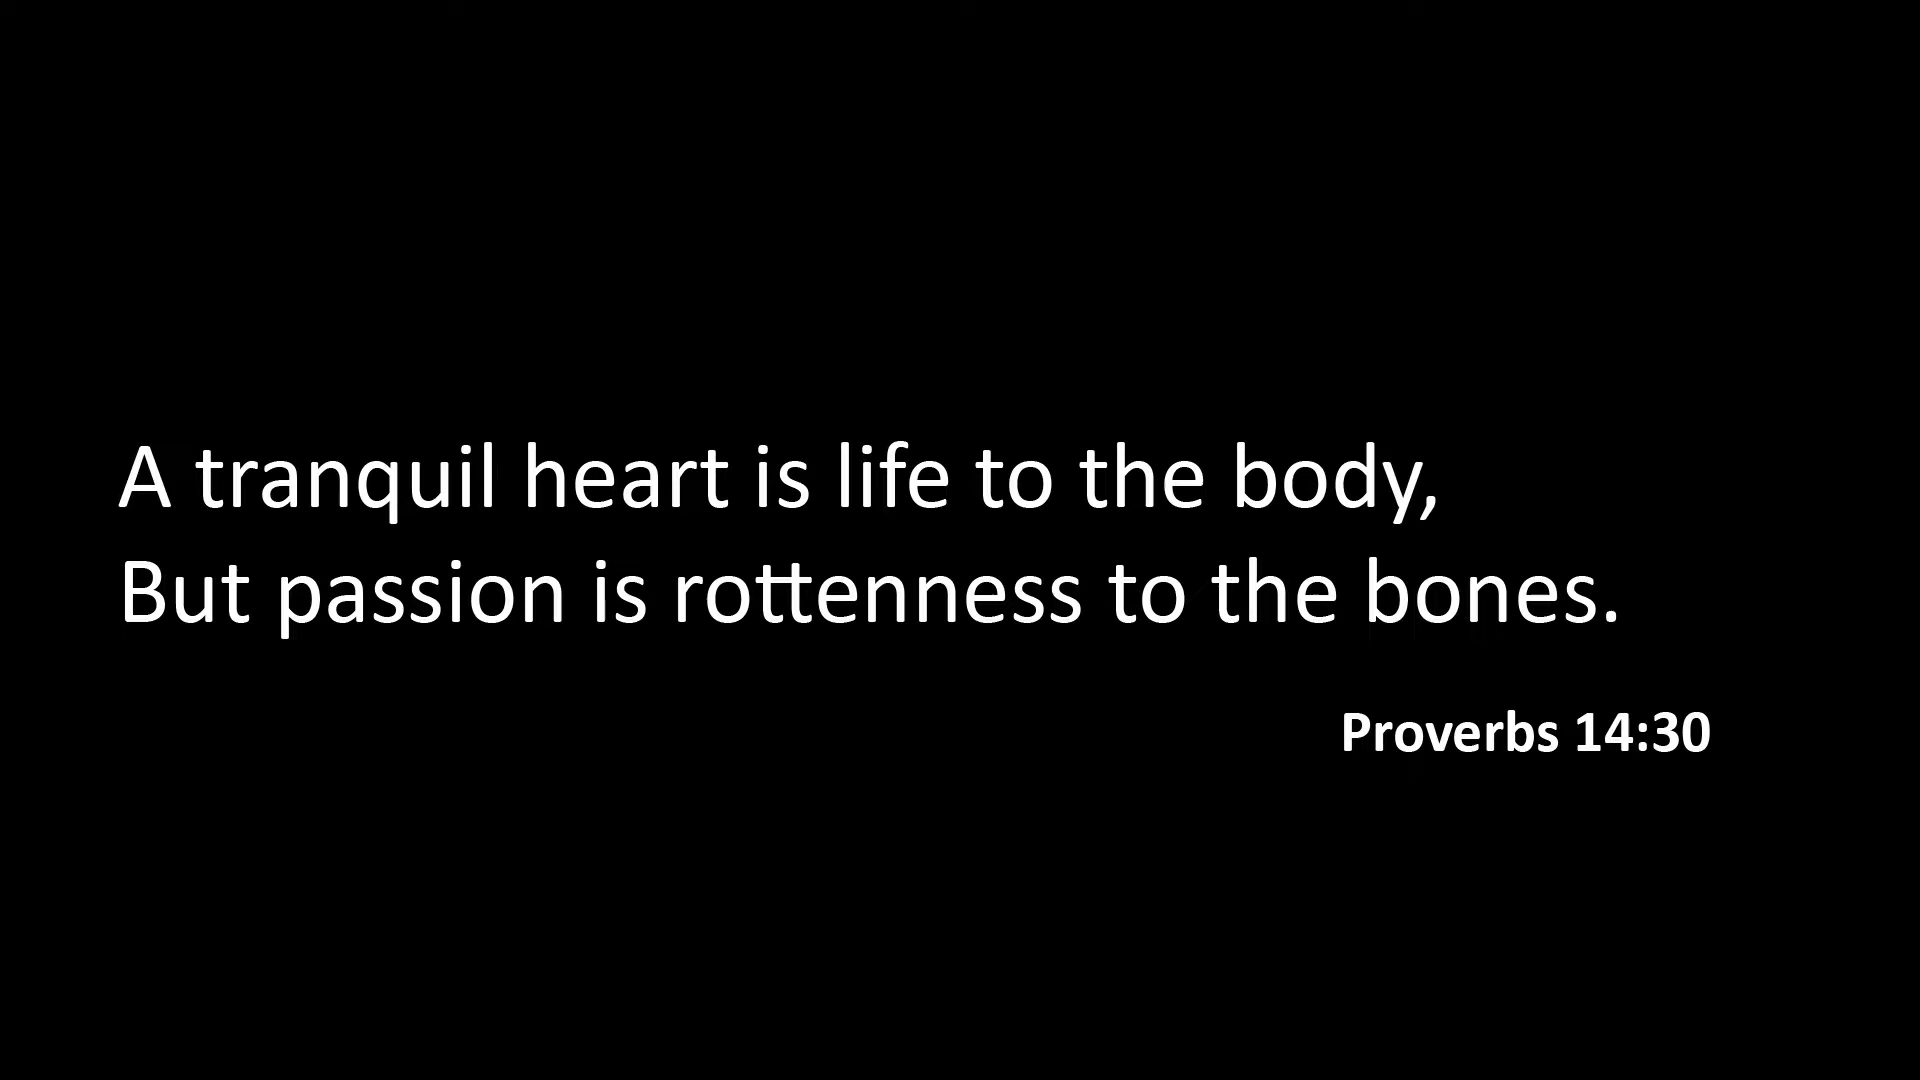 A tranquil heart is life to the body,
But passion is rottenness to the bones.
Proverbs 14:30